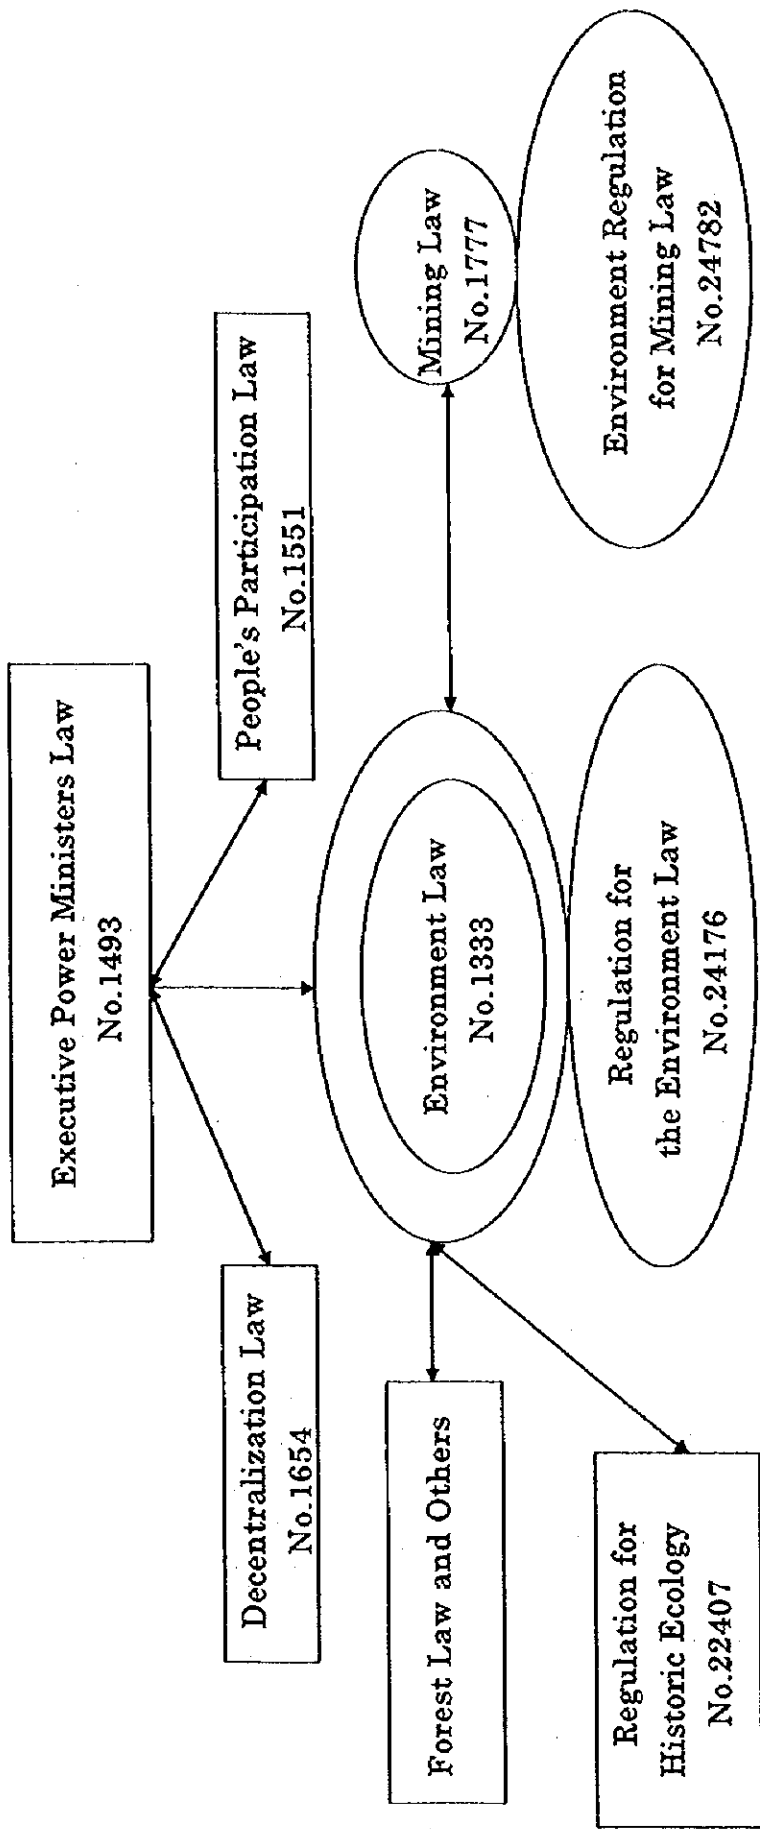 Executive Power Ministers Law
No.1493
Decentralization Law
No.1654
People's Participation Law
No.1551
Forest Law and Others
Environment Law
No.1333
Mining Law
No.1777
Regulation for
Historic Ecology
No.22407
Regulation for
the Environment Law
No.24176
Environment Regulation
for Mining Law
No.24782